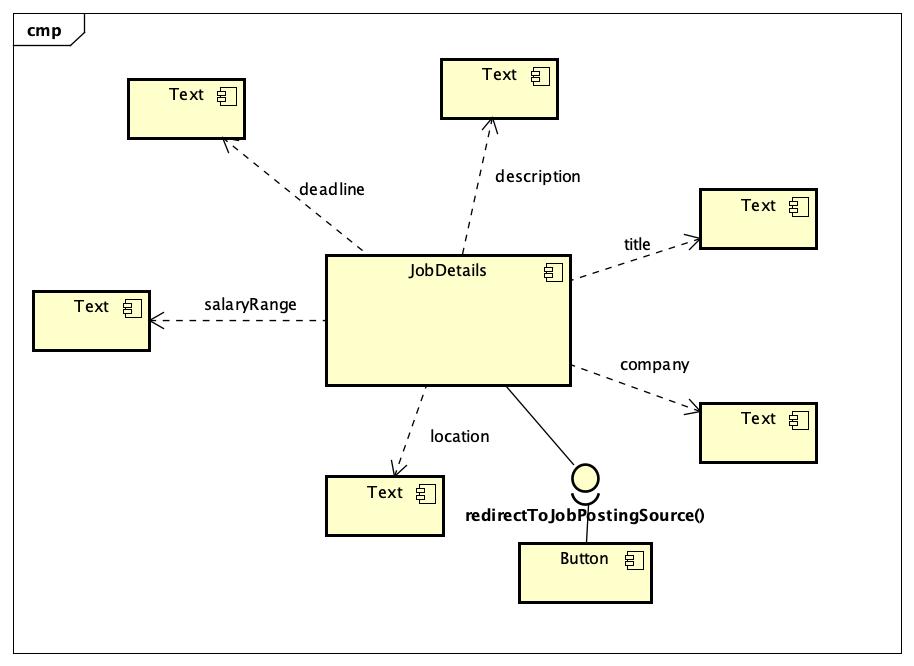 cmp
Text
Text
description
deadline
Text
title
JobDetails
Text
salaryRange
company
Text
location
Text
redirectToJobPostingSource()
Button